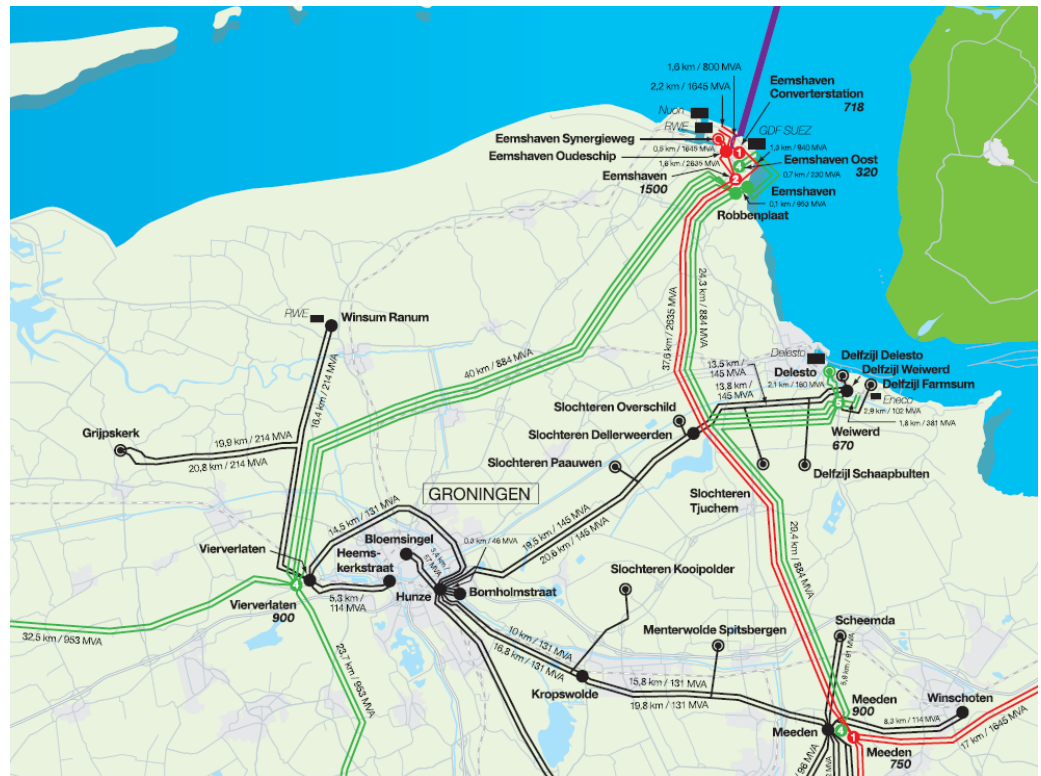 1,6 km / 800 MVA
2,2 km / 1645 MVA
Eemshaven
Converterstation
718
Nuon
RWE
GDF SUEZ
Eemshaven Synergieweg
0,5 km / 1645 MVA
1,3 km / 940 MVA
Eemshaven Oudeschip
1,6 km / 2635 MVA
Eemshaven Oost
320
0,7 km / 230 MVA
Eemshaven
1500
Eemshaven
0,1 km / 953 MVA
Robbenplaat
24,3 km / 884 MVA
37,6 km / 2635 MVA
RWE
Winsum Ranum
40 km / 884 MVA
16,4 km / 214 MVA
Delesto
Delfzijl Delesto
Delfzijl Weiwerd
Delfzijl Farmsum
13,5 km /
145 MVA
Delesto
2,1 km / 160 MVA
13,8 km /
145 MVA
Eneco
2,9 km / 102 MVA
1,8 km / 381 MVA
Slochteren Overschild
Weiwerd
670
Grijpskerk
19,9 km / 214 MVA
20,8 km / 214 MVA
Slochteren Dellerweerden
Slochteren Paauwen
Delfzijl Schaapbulten
GRONINGEN
Slochteren
Tjuchem
14,5 km / 131 MVA
19,5 km / 145 MVA
20,6 km / 145 MVA
29,4 km / 884 MVA
Bloemsingel
Vierverlaten
Heems-
kerkstraat
5,3 km /
114 MVA
Hunze
Bornholmstraat
Slochteren Kooipolder
Vierverlaten
900
32,5 km / 953 MVA
23,7 km / 953 MVA
10 km / 131 MVA
16,8 km / 131 MVA
Menterwolde Spitsbergen
Scheemda
Kropswolde
15,8 km / 131 MVA
19,8 km / 131 MVA
Meeden
900
Winschoten
Meeden
8,3 km / 114 MVA
17 km / 1645 MVA
Meeden
750